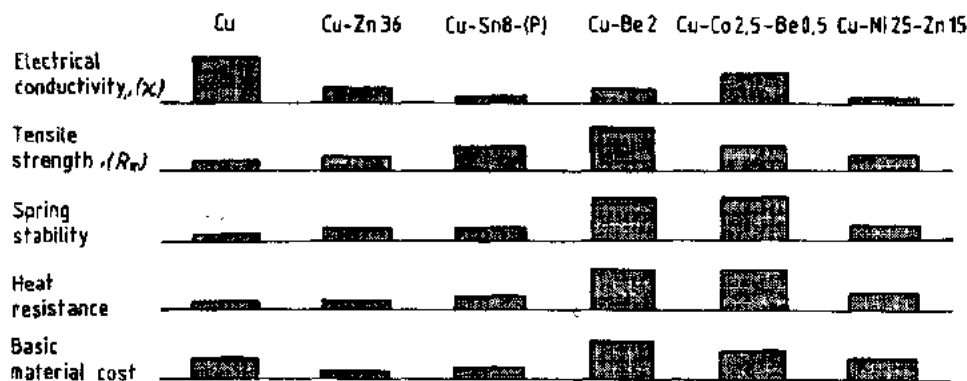 Cu Cu-Zn36 Cu-Sn8-(P) Cu-Be2 Cu-Co2,5-Be0,5 Cu-Ni25-Zn15
Electrical
conductivity, (ϰ)
Tensile
strength, (Rm)
Spring
stability
Heat
resistance
Basic
material cost